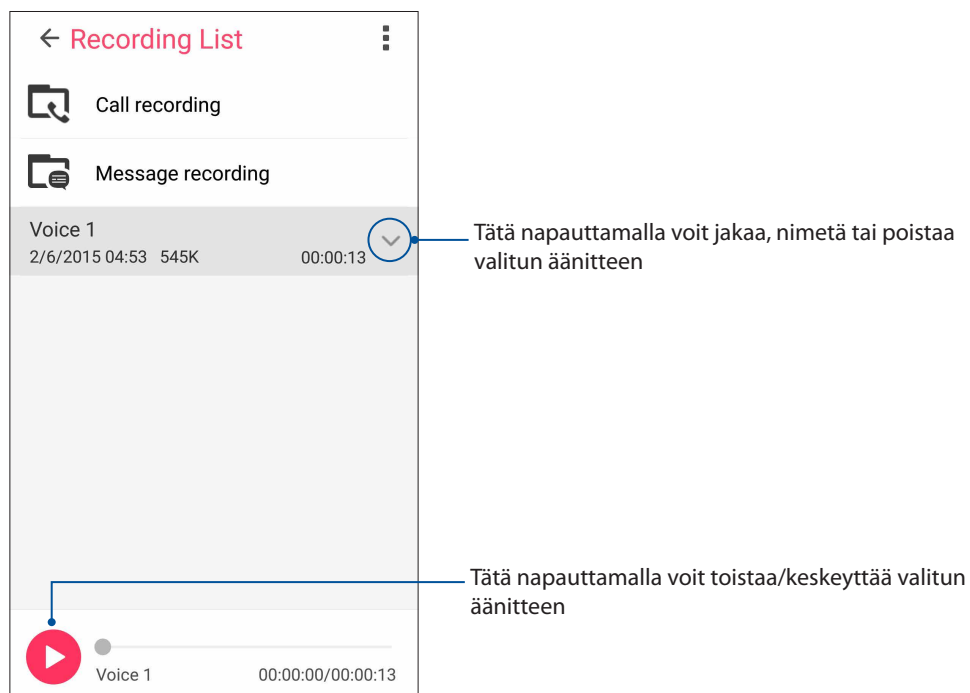 Recording List
Call recording
Message recording
Voice 1
2/6/2015 04:53 545K 00:00:13
Tätä napauttamalla voit jakaa, nimetä tai poistaa
valitun äänitteen
Tätä napauttamalla voit toistaa/keskeyttää valitun
äänitteen
Voice 1 00:00:00/00:00:13